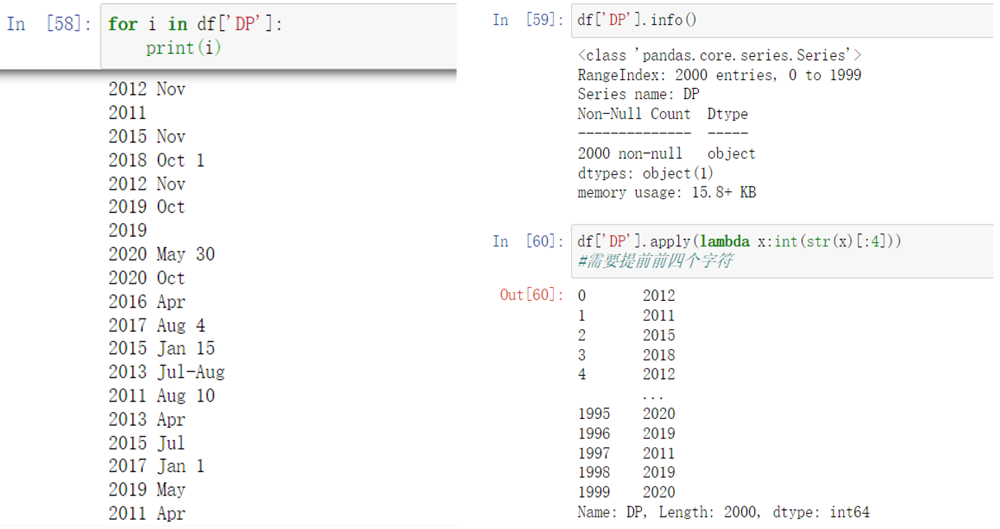 In [58]: for i in df['DP']:
print(i)
2012 Nov
2011
2015 Nov
2018 Oct 1
2012 Nov
2019 Oct
2019
2020 May 30
2020 Oct
2016 Apr
2017 Aug 4
2015 Jan 15
2013 Jul-Aug
2011 Aug 10
2013 Apr
2015 Jul
2017 Jan 1
2019 May
2011 Apr
In [59]: df['DP'].info()
<class 'pandas.core.series.Series'>
RangeIndex: 2000 entries, 0 to 1999
Series name: DP
Non-Null Count  Dtype
--------------  -----
2000 non-null   object
dtypes: object(1)
memory usage: 15.8+ KB
In [60]: df['DP'].apply(lambda x:int(str(x)[:4]))
#需要提前前四个字符
Out[60]: 0       2012
1       2011
2       2015
3       2018
4       2012
...
1995    2020
1996    2019
1997    2011
1998    2019
1999    2020
Name: DP, Length: 2000, dtype: int64